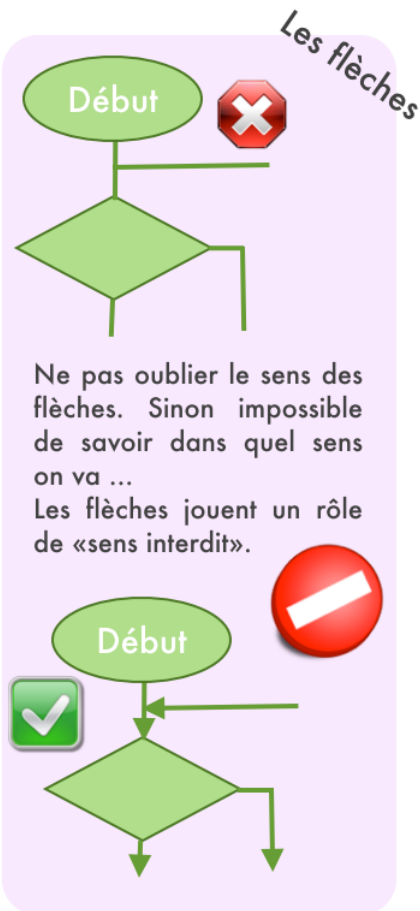 Les flèches
Début
Ne pas oublier le sens des
flèches. Sinon impossible
de savoir dans quel sens
on va ...
Les flèches jouent un rôle
de «sens interdit».
Début